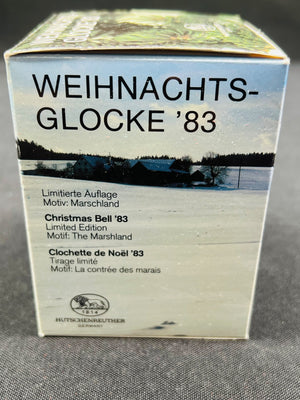 WEIHNACHTS-
GLOCKE ’83
Limitierte Auflage
Motiv: Marschland
Christmas Bell ’83
Limited Edition
Motif: The Marshland
Clochette de Noël ’83
Tirage limité
Motif: La contrée des marais
1814
HUTSCHENREUTHER
GERMANY